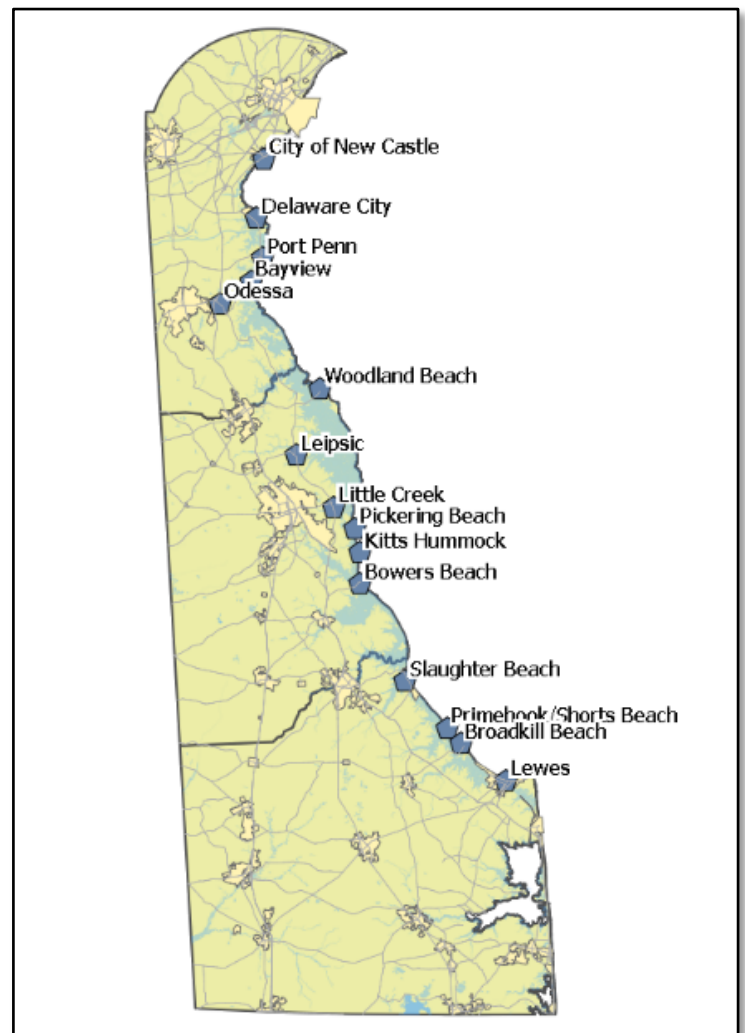 City of New Castle
Delaware City
Port Penn
Bayview
Odessa
Woodland Beach
Leipsic
Little Creek
Pickering Beach
Kitts Hummock
Bowers Beach
Slaughter Beach
Primehook/Shorts Beach
Broadkill Beach
Lewes